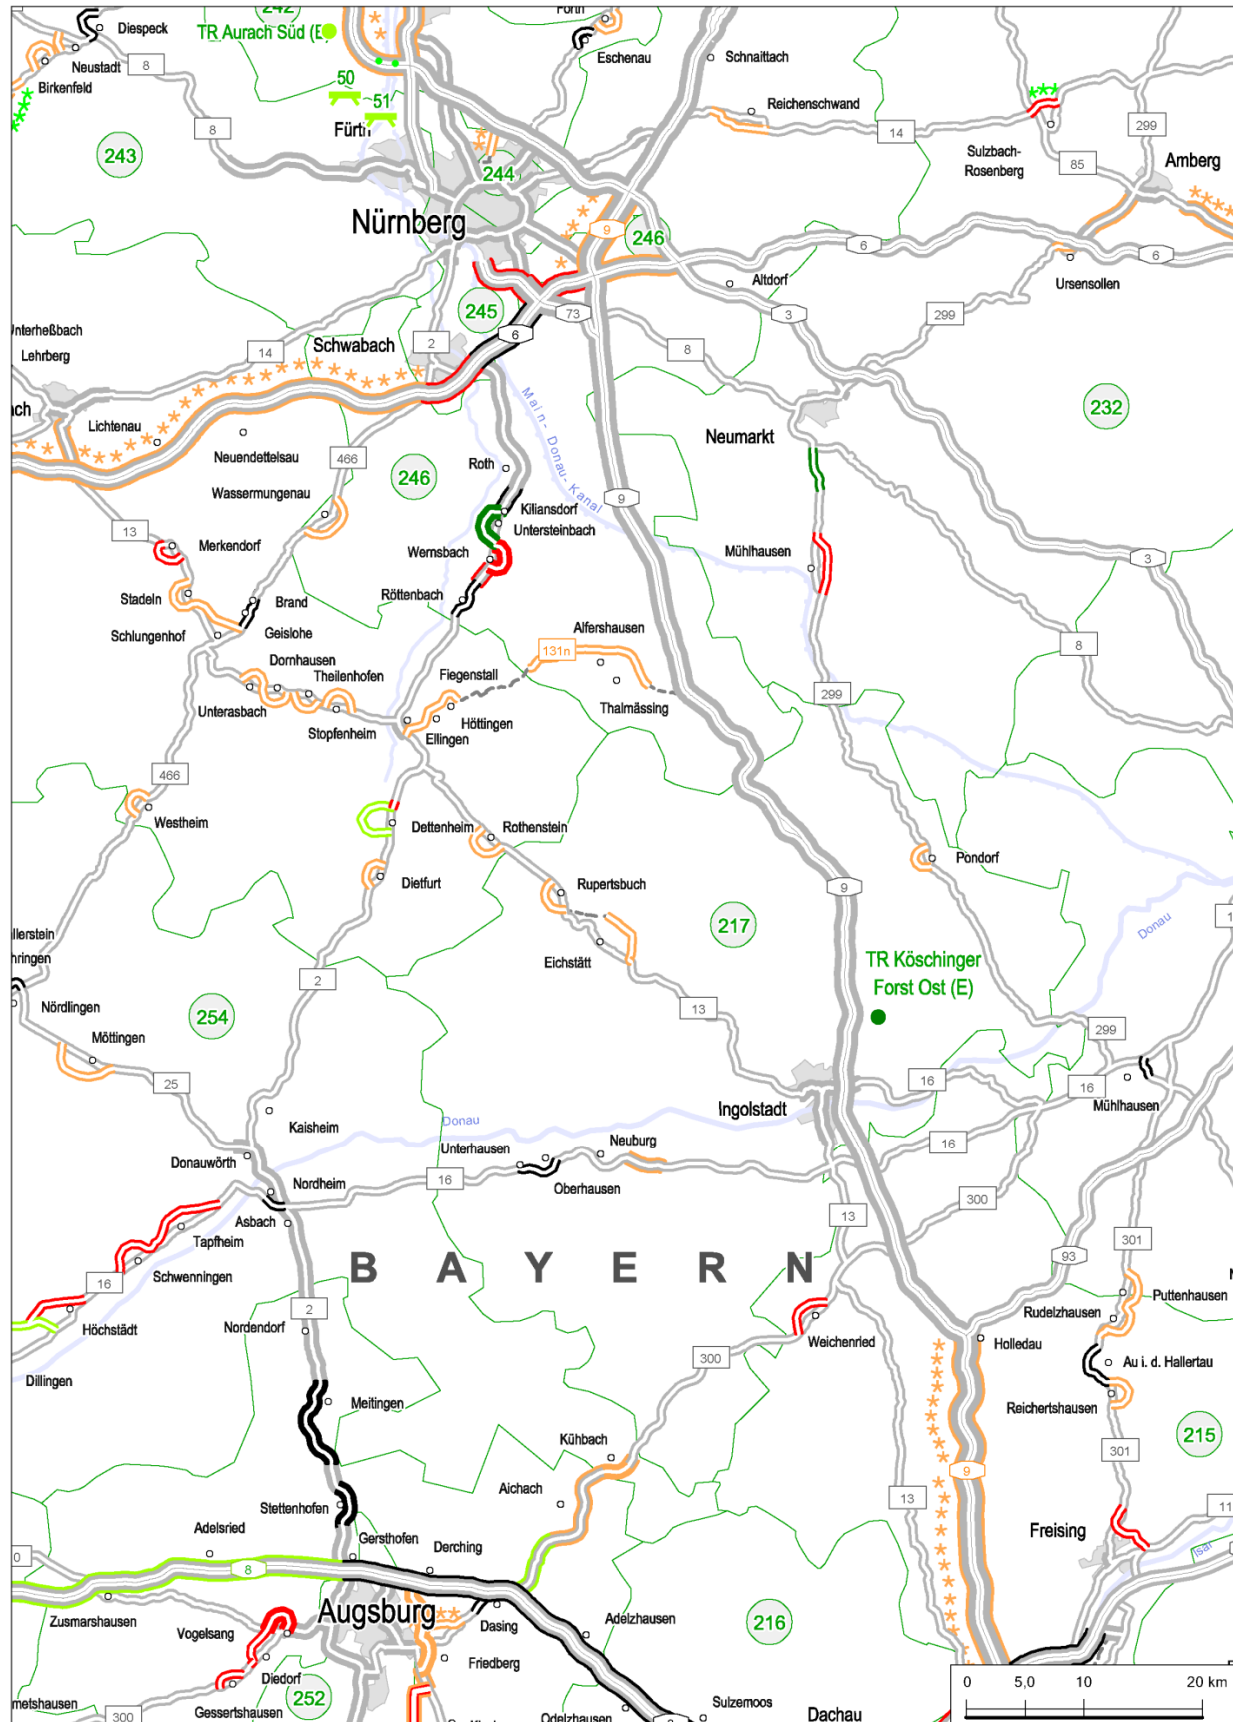 242
Forth
Diespeck
TR Aurach Süd (E)
Eschenau
Schnaittach
Neustadt
8
Birkenfeld
50
51
Reichenschwand
Fürth
8
14
299
243
Sulzbach-
Rosenberg
85
Amberg
244
Nürnberg
9
246
6
6
Ursensollen
Altdorf
245
73
3
299
6
Lehrberg
14
Schwabach
2
8
Main-Donau-Kanal
232
Lichtenau
Neuendettelsau
Neumarkt
466
246
Roth
Wassermungenau
9
Kiliansdorf
Untersteinbach
13
Merkendorf
Wernsbach
Mühlhausen
3
Stadeln
Brand
Röttenbach
Schlungenhof
Geislohe
Alfershausen
131n
8
Dornhausen
Theilenhofen
Fiegenstall
299
Unterasbach
Höttingen
Thalmässing
Stopfenheim
Ellingen
466
Westheim
Dettenheim
Rothenstein
Pondorf
Dietfurt
Rupertsbuch
9
217
Donau
Eichstätt
TR Köschinger
Forst Ost (E)
2
Nördlingen
254
13
299
Möttingen
25
16
16
Ingolstadt
Mühlhausen
Kaisheim
Donau
Unterhausen
Neuburg
16
Donauwörth
Nordheim
16
Oberhausen
300
Asbach
13
Tapfheim
301
93
BAYERN
Schwenningen
16
Puttenhausen
2
Rudelzhausen
Höchstädt
Nordendorf
Weichenried
Holledau
300
Au i. d. Hallertau
Dillingen
Meitingen
Reichertshausen
215
Kühbach
301
9
Aichach
13
Stettenhofen
11
Freising
Adelsried
Gersthofen
Derching
Isar
8
Zusmarshausen
Augsburg
Dasing
Adelzhausen
216
Vogelsang
Friedberg
Diedorf
252
0
5,0
10
20 km
Gessertshausen
300
Odelzhausen
Sulzemoos
Dachau